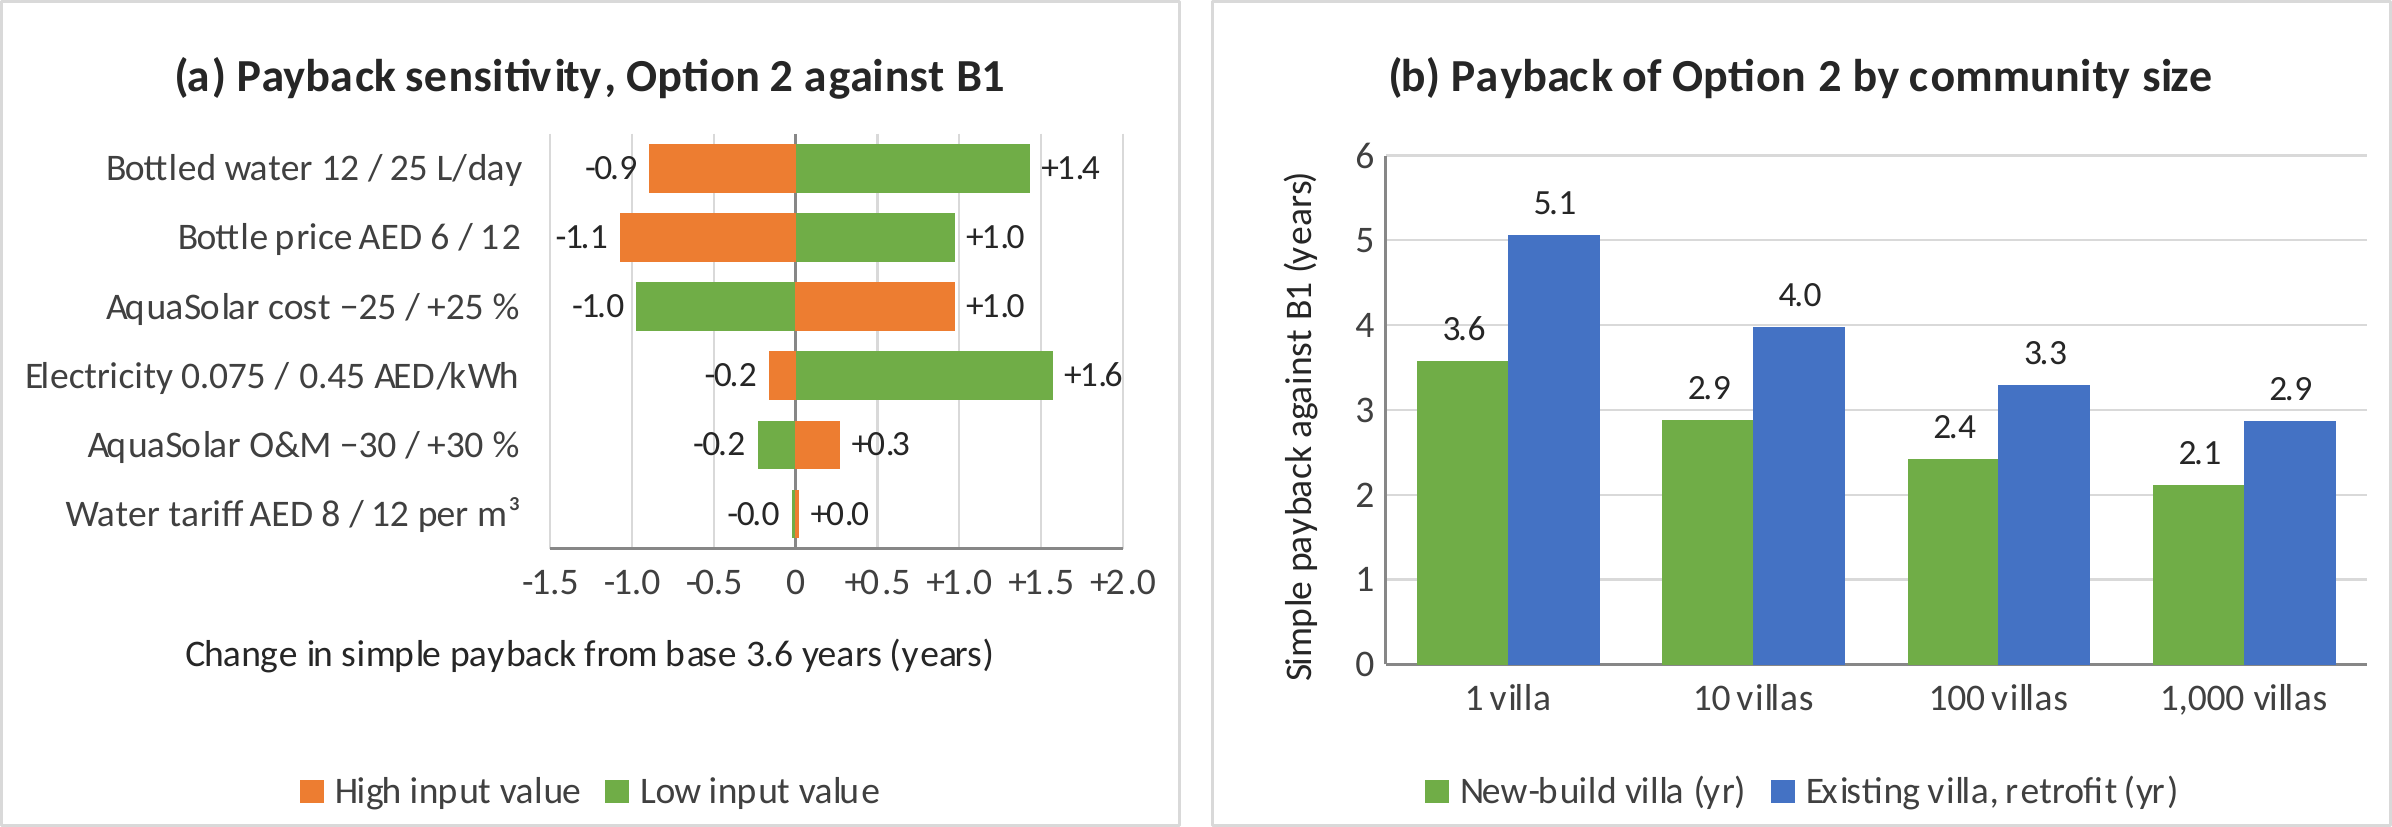 (a) Payback sensitivity, Option 2 against B1
Bottled water 12 / 25 L/day
-0.9
+1.4
Bottle price AED 6 / 12
-1.1
+1.0
AquaSolar cost −25 / +25 %
-1.0
+1.0
Electricity 0.075 / 0.45 AED/kWh
-0.2
+1.6
AquaSolar O&M −30 / +30 %
-0.2
+0.3
Water tariff AED 8 / 12 per m³
-0.0
+0.0
-1.5 -1.0 -0.5 0 +0.5 +1.0 +1.5 +2.0
Change in simple payback from base 3.6 years (years)
High input value
Low input value
(b) Payback of Option 2 by community size
Simple payback against B1 (years)
6
5
4
3
2
1
0
3.6
5.1
2.9
4.0
2.4
3.3
2.1
2.9
1 villa
10 villas
100 villas
1,000 villas
New-build villa (yr)
Existing villa, retrofit (yr)